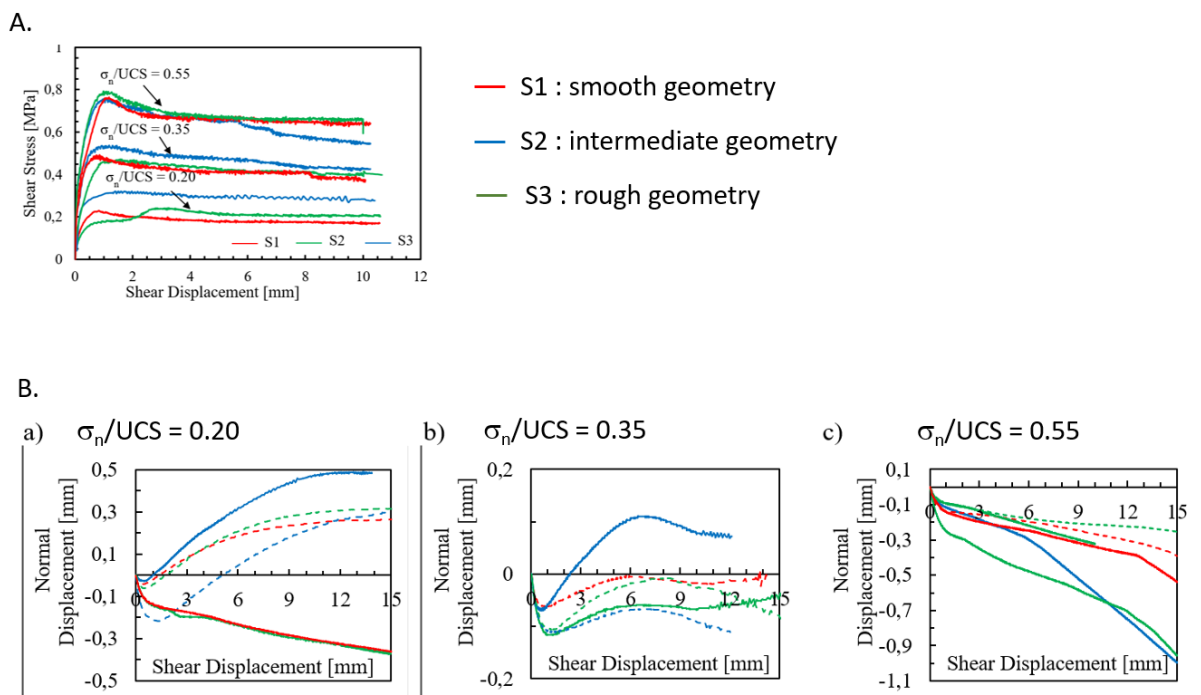 A.
1
0,8
0,6
0,4
0,2
0
0 2 4 6 8 10 12
Shear Stress [MPa]
Shear Displacement [mm]
σn/UCS = 0.55
σn/UCS = 0.35
σn/UCS = 0.20
S1 S2 S3
S1 : smooth geometry
S2 : intermediate geometry
S3 : rough geometry
B.
a) σn/UCS = 0.20
Normal
Displacement [mm]
0,5
0,3
0,1
-0,1
-0,3
-0,5
0 3 6 9 12 15
Shear Displacement [mm]
b) σn/UCS = 0.35
Normal
Displacement [mm]
0,2
0
-0,2
0 3 6 9 12 15
Shear Displacement [mm]
c) σn/UCS = 0.55
Normal
Displacement [mm]
0,1
-0,1
-0,3
-0,5
-0,7
-0,9
-1,1
0 3 6 9 12 15
Shear Displacement [mm]